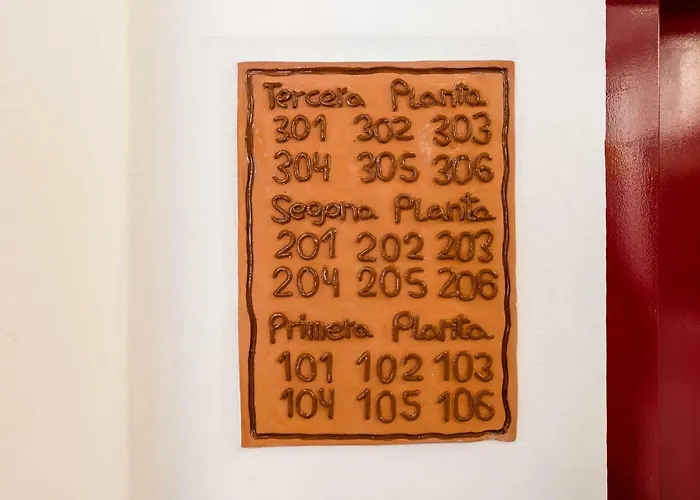 Tercera Planta
301 302 303
304 305 306
Segona Planta
201 202 203
204 205 206
Primera Planta
101 102 103
104 105 106